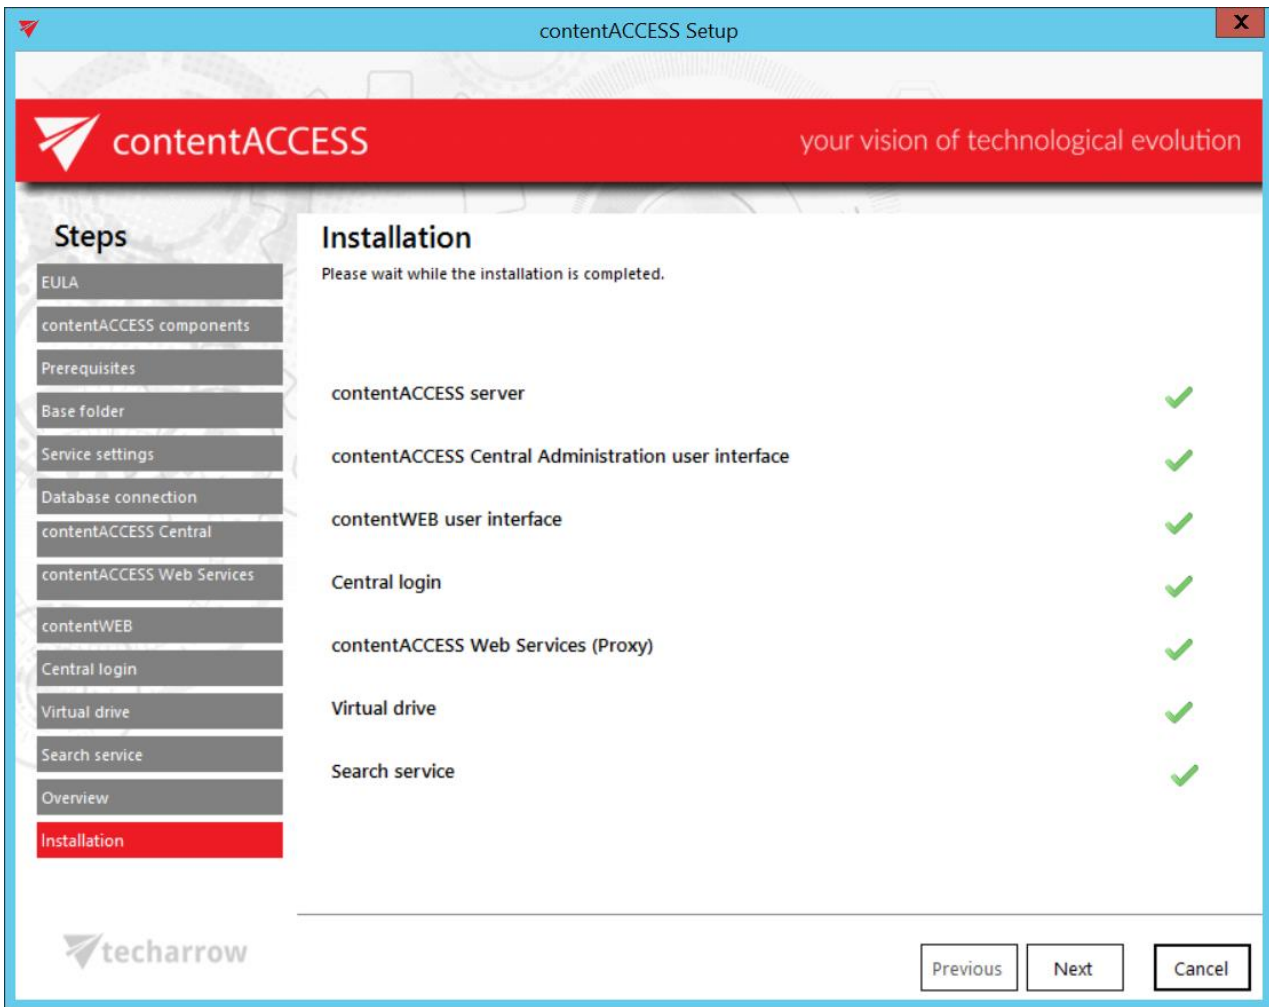 contentACCESS Setup
X
contentACCESS
your vision of technological evolution
Steps
EULA
contentACCESS components
Prerequisites
Base folder
Service settings
Database connection
contentACCESS Central
contentACCESS Web Services
contentWEB
Central login
Virtual drive
Search service
Overview
Installation
techarrow
Installation
Please wait while the installation is completed.
contentACCESS server
contentACCESS Central Administration user interface
contentWEB user interface
Central login
contentACCESS Web Services (Proxy)
Virtual drive
Search service
Previous
Next
Cancel